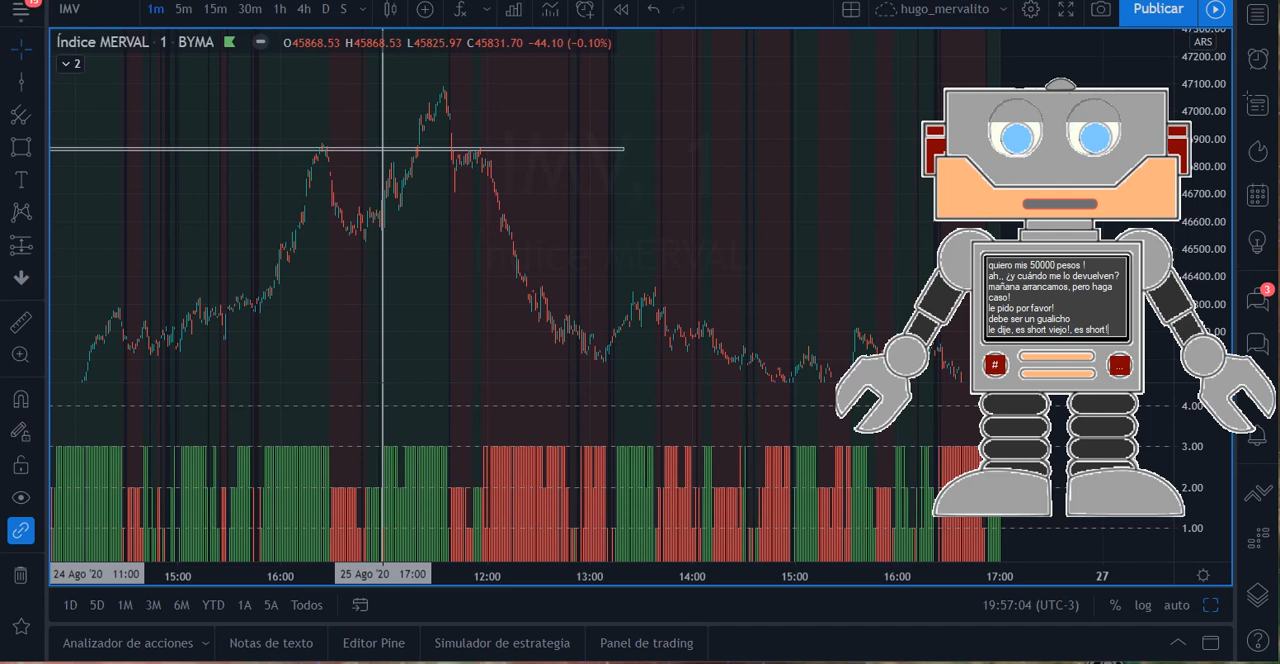 15
IMV
1m 5m 15m 30m 1h 4h D S
hugo_mervalito
Publicar
Índice MERVAL · 1 · BYMA O45868.53 H45868.53 L45825.97 C45831.70 -44.10 (-0.10%)
2
ARS
IMV, 1
Índice MERVAL
47200.00
47100.00
47000.00
46700.00
46600.00
46500.00
46400.00
4.00
3.00
2.00
1.00
quiero mis 50000 pesos !
ah,, ¿y cuándo me lo devuelven?
mañana arrancamos, pero haga
caso!
le pido por favor!
debe ser un gualicho
le dije, es short viejo!, es short!
#
...
3
24 Ago '20 11:00 15:00 16:00 25 Ago '20 17:00 12:00 13:00 14:00 15:00 16:00 17:00 27
1D 5D 1M 3M 6M YTD 1A 5A Todos
19:57:04 (UTC-3) % log auto
Analizador de acciones Notas de texto Editor Pine Simulador de estrategia Panel de trading